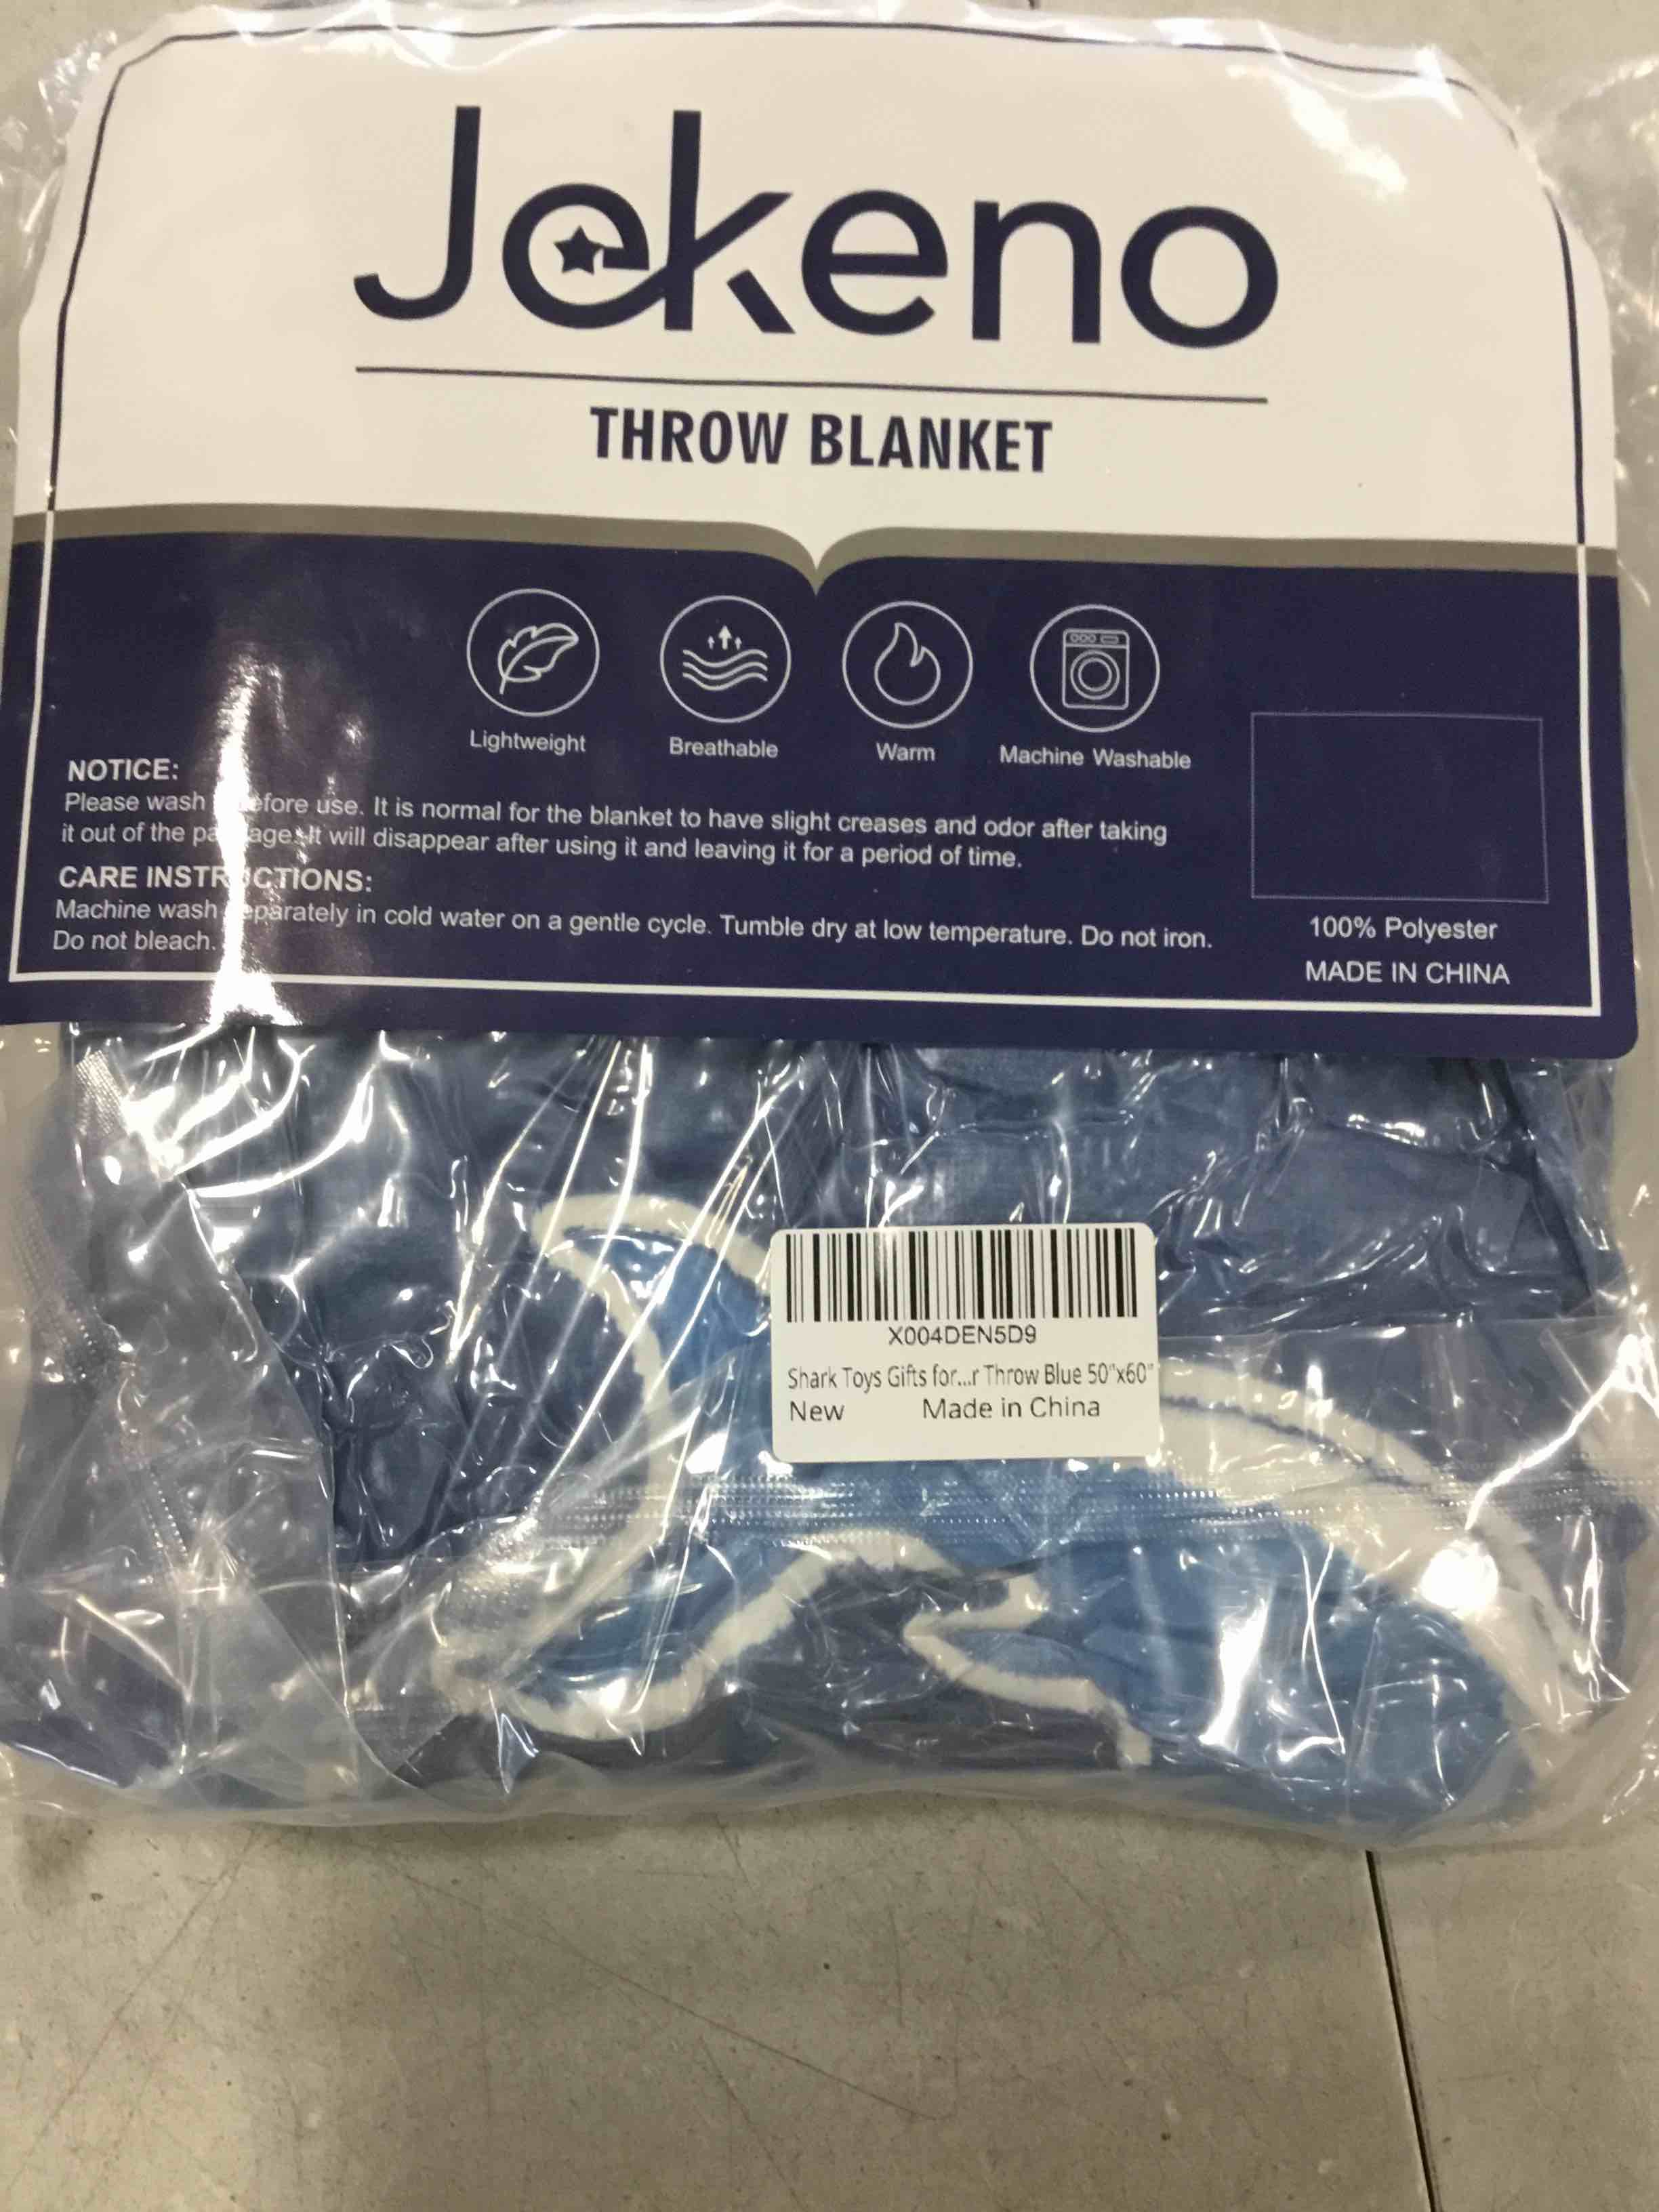 Jekeno
THROW BLANKET
Lightweight
Breathable
Warm
Machine Washable
NOTICE:
Please wash before use. It is normal for the blanket to have slight creases and odor after taking
it out of the package. It will disappear after using it and leaving it for a period of time.
CARE INSTRUCTIONS:
Machine wash separately in cold water on a gentle cycle. Tumble dry at low temperature. Do not iron.
Do not bleach.
100% Polyester
MADE IN CHINA
X004DEN5D9
Shark Toys Gifts for...r Throw Blue 50"x60"
New Made in China